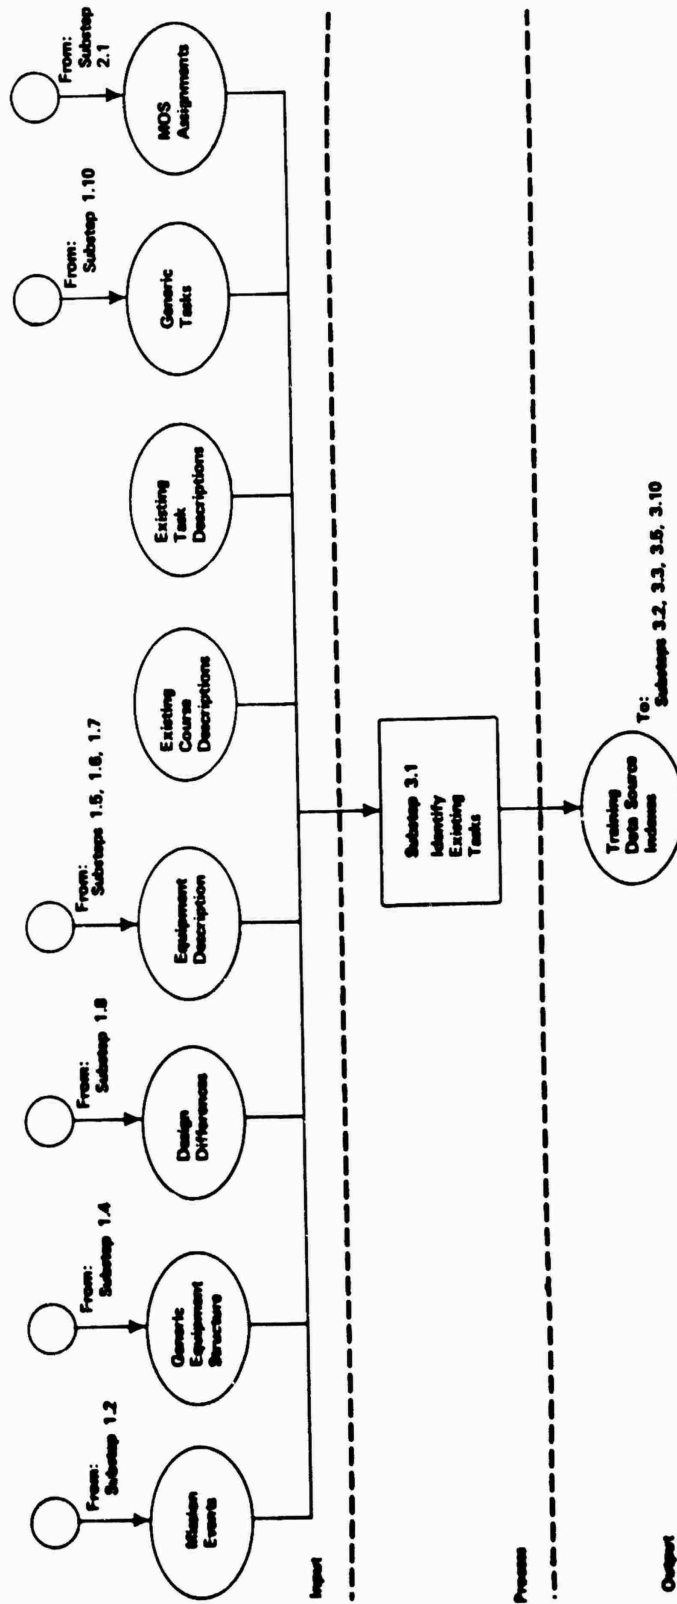 From:
Substep 1.2
Mission
Events
From:
Substep 1.4
Generic
Equipment
Structure
From:
Substep 1.8
Design
Differences
From:
Substeps 1.5, 1.6, 1.7
Equipment
Description
Existing
Course
Descriptions
Existing
Task
Descriptions
From:
Substep 1.10
Generic
Tasks
From:
Substep
2.1
MOS
Assignments
Input
Substep 3.1
Identify
Existing
Tasks
Process
Training
Data Source
Indexes
To:
Substeps 3.2, 3.3, 3.5, 3.10
Output